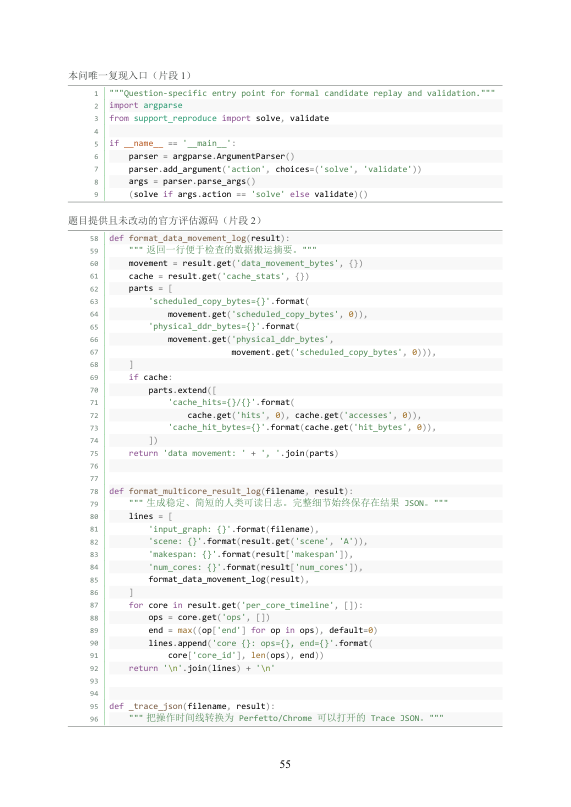 本问唯一复现入口（片段 1）
1 """Question-specific entry point for formal candidate replay and validation."""
2 import argparse
3 from support_reproduce import solve, validate
4
5 if __name__ == '__main__':
6     parser = argparse.ArgumentParser()
7     parser.add_argument('action', choices=('solve', 'validate'))
8     args = parser.parse_args()
9     (solve if args.action == 'solve' else validate)()
题目提供且未改动的官方评估源码（片段 2）
58 def format_data_movement_log(result):
59     """ 返回一行便于检查的数据搬运摘要。"""
60     movement = result.get('data_movement_bytes', {})
61     cache = result.get('cache_stats', {})
62     parts = [
63         'scheduled_copy_bytes={}'.format(
64             movement.get('scheduled_copy_bytes', 0)),
65         'physical_ddr_bytes={}'.format(
66             movement.get('physical_ddr_bytes',
67                          movement.get('scheduled_copy_bytes', 0))),
68     ]
69     if cache:
70         parts.extend([
71             'cache_hits={}/{}'.format(
72                 cache.get('hits', 0), cache.get('accesses', 0)),
73             'cache_hit_bytes={}'.format(cache.get('hit_bytes', 0)),
74         ])
75     return 'data movement: ' + ', '.join(parts)
76
77
78 def format_multicore_result_log(filename, result):
79     """ 生成稳定、简短的人类可读日志。完整细节始终保存在结果 JSON。"""
80     lines = [
81         'input_graph: {}'.format(filename),
82         'scene: {}'.format(result.get('scene', 'A')),
83         'makespan: {}'.format(result['makespan']),
84         'num_cores: {}'.format(result['num_cores']),
85         format_data_movement_log(result),
86     ]
87     for core in result.get('per_core_timeline', []):
88         ops = core.get('ops', [])
89         end = max((op['end'] for op in ops), default=0)
90         lines.append('core {}: ops={}, end={}'.format(
91             core['core_id'], len(ops), end))
92     return '\n'.join(lines) + '\n'
93
94
95 def _trace_json(filename, result):
96     """ 把操作时间线转换为 Perfetto/Chrome 可以打开的 Trace JSON。"""
55